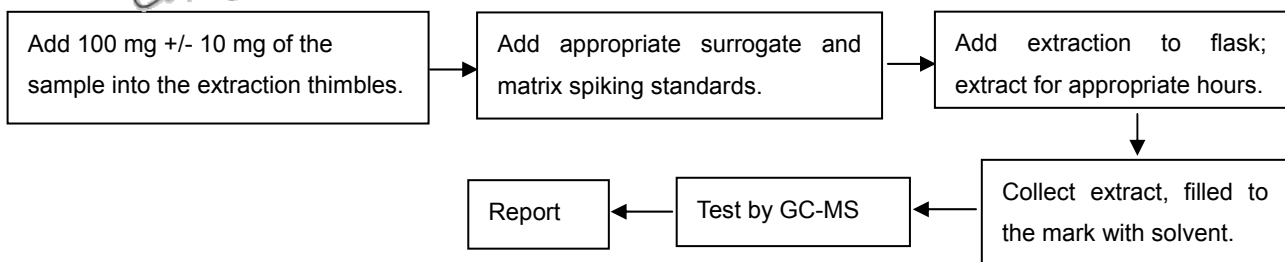 Add 100 mg +/- 10 mg of the
sample into the extraction thimbles.
Add appropriate surrogate and
matrix spiking standards.
Add extraction to flask;
extract for appropriate hours.
Collect extract, filled to
the mark with solvent.
Test by GC-MS
Report